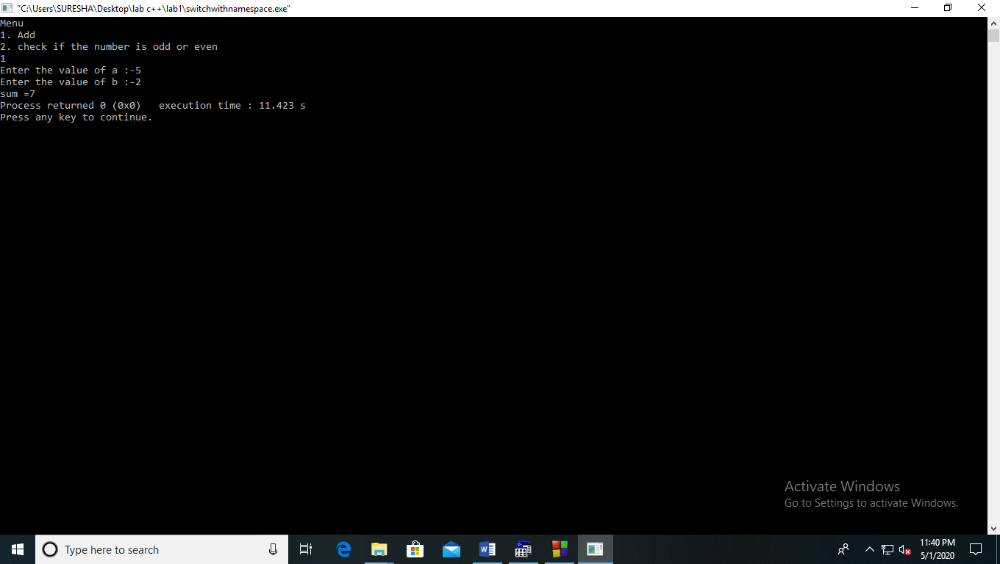 "C:\Users\SURESHA\Desktop\lab c++\lab1\switchwithnamespace.exe"
Menu
1. Add
2. check if the number is odd or even
1
Enter the value of a :-5
Enter the value of b :-2
sum =7
Process returned 0 (0x0)   execution time : 11.423 s
Press any key to continue.
Activate Windows
Go to Settings to activate Windows.
Type here to search
11:40 PM
5/1/2020